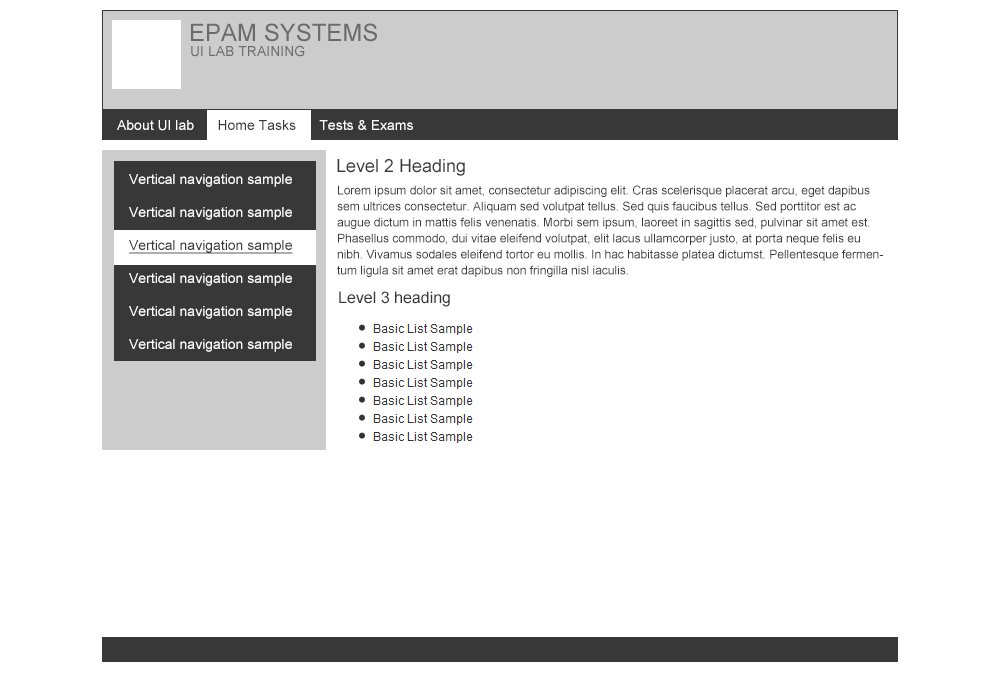 EPAM SYSTEMS
UI LAB TRAINING
About UI lab
Home Tasks
Tests & Exams
Vertical navigation sample
Vertical navigation sample
Vertical navigation sample
Vertical navigation sample
Vertical navigation sample
Vertical navigation sample
Level 2 Heading
Lorem ipsum dolor sit amet, consectetur adipiscing elit. Cras scelerisque placerat arcu, eget dapibus
sem ultrices consectetur. Aliquam sed volutpat tellus. Sed quis faucibus tellus. Sed porttitor est ac
augue dictum in mattis felis venenatis. Morbi sem ipsum, laoreet in sagittis sed, pulvinar sit amet est.
Phasellus commodo, dui vitae eleifend volutpat, elit lacus ullamcorper justo, at porta neque felis eu
nibh. Vivamus sodales eleifend tortor eu mollis. In hac habitasse platea dictumst. Pellentesque fermen-
tum ligula sit amet erat dapibus non fringilla nisl iaculis.
Level 3 heading
• Basic List Sample
• Basic List Sample
• Basic List Sample
• Basic List Sample
• Basic List Sample
• Basic List Sample
• Basic List Sample